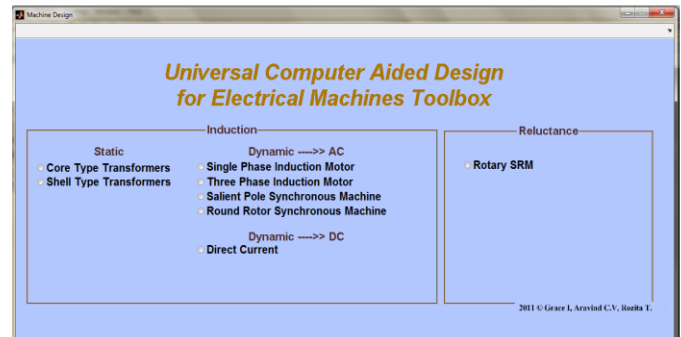 Machine Design
Universal Computer Aided Design
for Electrical Machines Toolbox
Induction
Static
Core Type Transformers
Shell Type Transformers
Dynamic ---->> AC
Single Phase Induction Motor
Three Phase Induction Motor
Salient Pole Synchronous Machine
Round Rotor Synchronous Machine
Dynamic ---->> DC
Direct Current
Reluctance
Rotary SRM
2011 © Grace I, Aravind C.V, Rozita T.